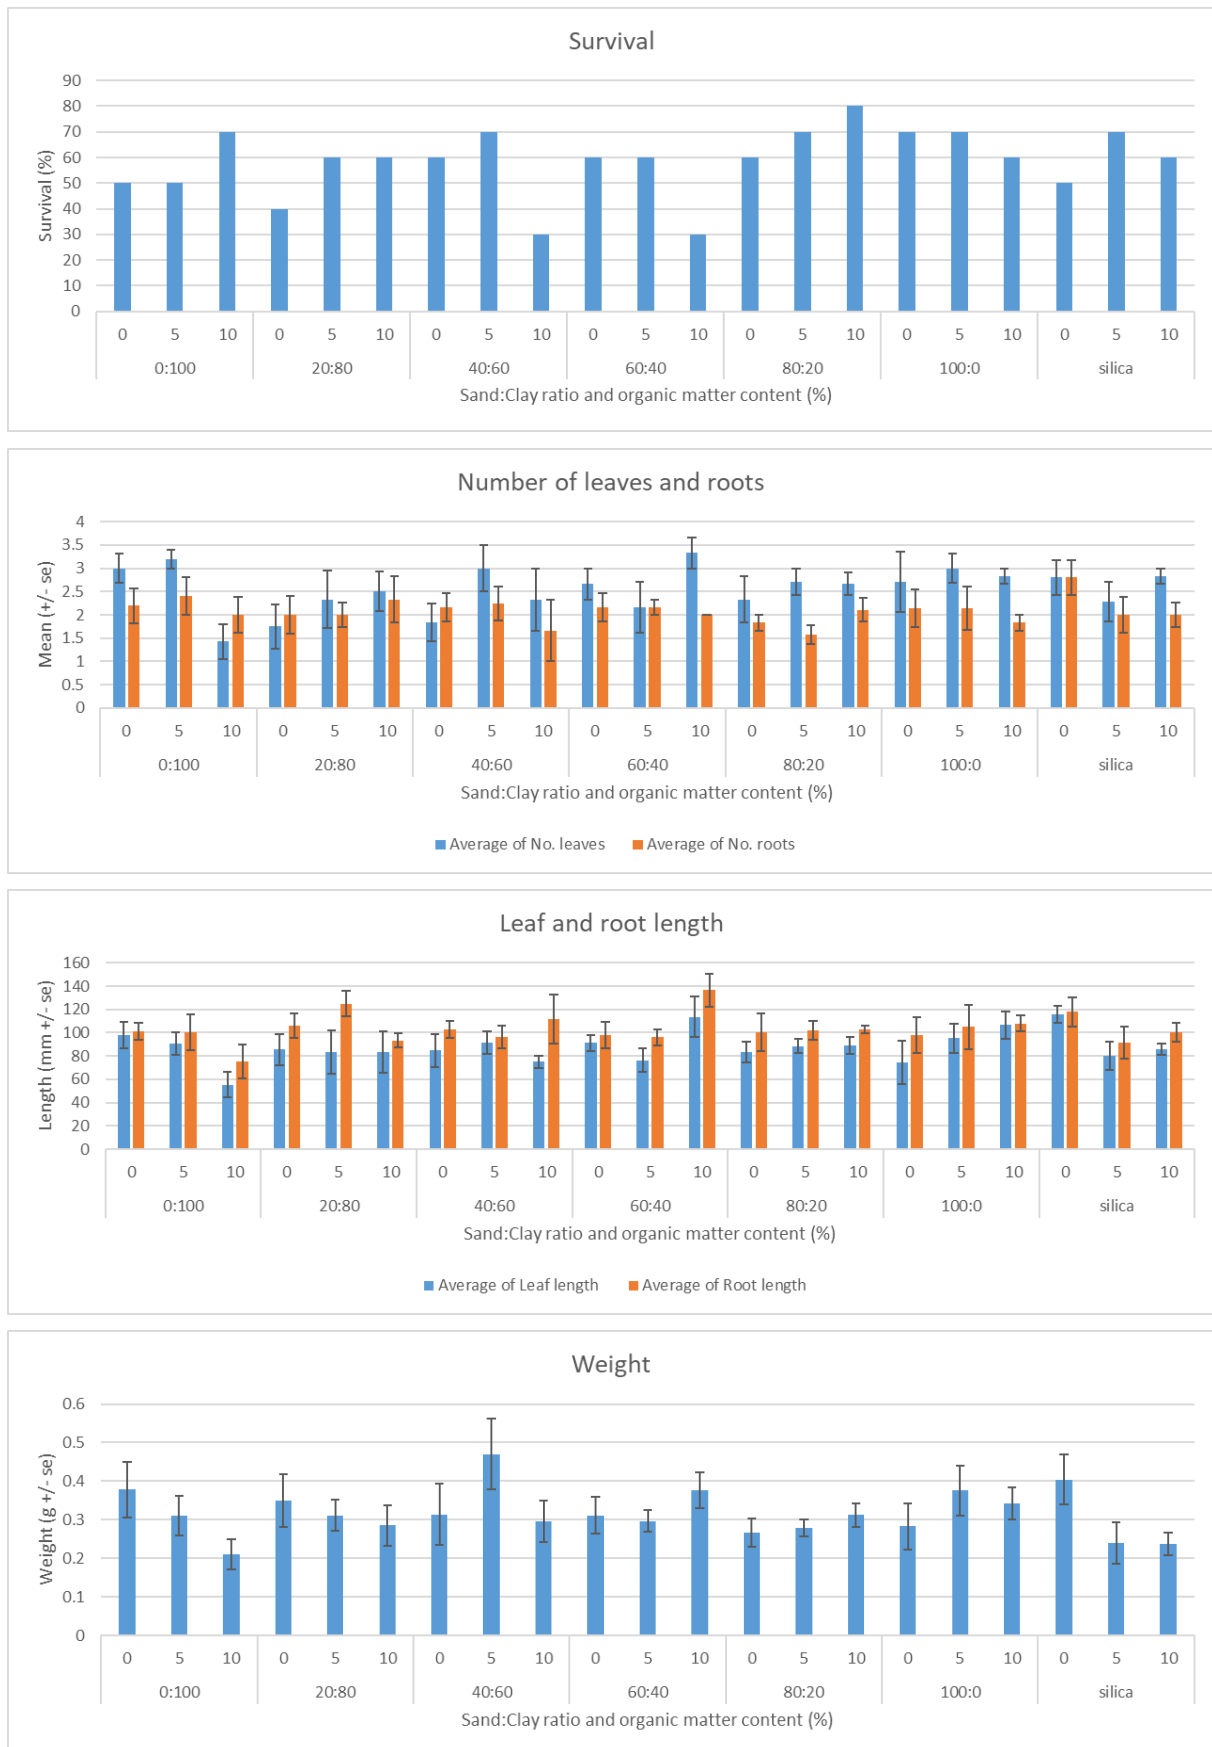 Survival
90
80
70
60
50
40
30
20
10
0
Survival (%)
0 5 10 0 5 10 0 5 10 0 5 10 0 5 10 0 5 10 0 5 10
0:100 20:80 40:60 60:40 80:20 100:0 silica
Sand:Clay ratio and organic matter content (%)
Number of leaves and roots
4
3.5
3
2.5
2
1.5
1
0.5
0
Mean (+/- se)
0 5 10 0 5 10 0 5 10 0 5 10 0 5 10 0 5 10 0 5 10
0:100 20:80 40:60 60:40 80:20 100:0 silica
Sand:Clay ratio and organic matter content (%)
Average of No. leaves Average of No. roots
Leaf and root length
160
140
120
100
80
60
40
20
0
Length (mm +/- se)
0 5 10 0 5 10 0 5 10 0 5 10 0 5 10 0 5 10 0 5 10
0:100 20:80 40:60 60:40 80:20 100:0 silica
Sand:Clay ratio and organic matter content (%)
Average of Leaf length Average of Root length
Weight
0.6
0.5
0.4
0.3
0.2
0.1
0
Weight (g +/- se)
0 5 10 0 5 10 0 5 10 0 5 10 0 5 10 0 5 10 0 5 10
0:100 20:80 40:60 60:40 80:20 100:0 silica
Sand:Clay ratio and organic matter content (%)